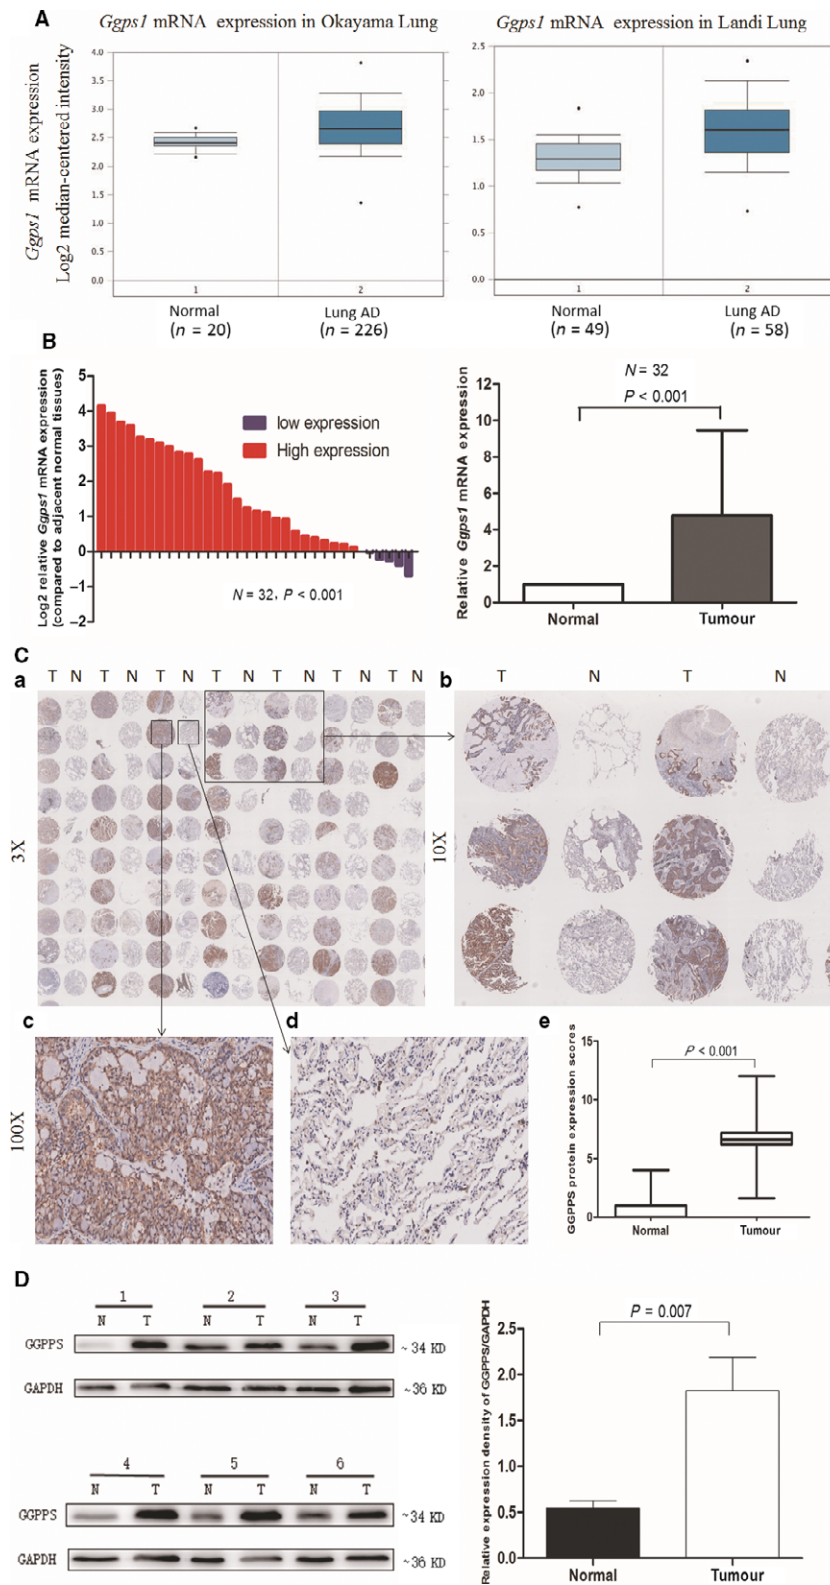 A
Ggps1 mRNA expression in Okayama Lung
Ggps1 mRNA expression in Landi Lung
Ggps1 mRNA expression
Log2 median-centered intensity
4.0
3.5
3.0
2.5
2.0
1.5
1.0
0.5
0.0
1
2
Normal
(n = 20)
Lung AD
(n = 226)
2.5
2.0
1.5
1.0
0.5
0.0
1
2
Normal
(n = 49)
Lung AD
(n = 58)
B
Log2 relative Ggps1 mRNA expression
(compared to adjacent normal tissues)
5
4
3
2
1
0
−1
−2
low expression
High expression
N = 32, P < 0.001
Relative Ggps1 mRNA expression
12
10
8
6
4
2
0
N = 32
P < 0.001
Normal
Tumour
C
a
T N T N T N T N T N T N T N
3X
b
T N T N
10X
c
100X
d
e
GGPPS protein expression scores
15
10
5
0
P < 0.001
Normal
Tumour
D
1 2 3
N T N T N T
GGPPS ~34 KD
GAPDH ~36 KD
4 5 6
N T N T N T
GGPPS ~34 KD
GAPDH ~36 KD
Relative expression density of GGPPS/GAPDH
2.5
2.0
1.5
1.0
0.5
0.0
P = 0.007
Normal
Tumour